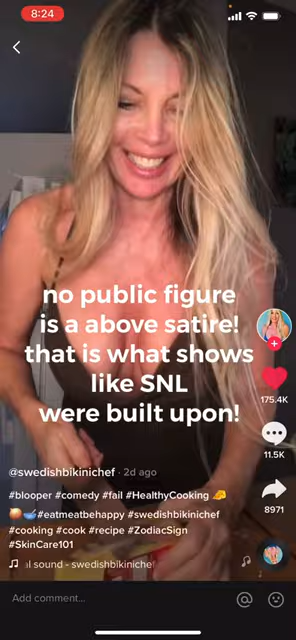 8:24
no public figure
is a above satire!
that is what shows
like SNL
were built upon!
175.4K
11.5K
8971
@swedishbikinichef · 2d ago
#blooper #comedy #fail #HealthyCooking
#eatmeatbehappy #swedishbikinichef
#cooking #cook #recipe #ZodiacSign
#SkinCare101
al sound - swedishbikinichef
Add comment...